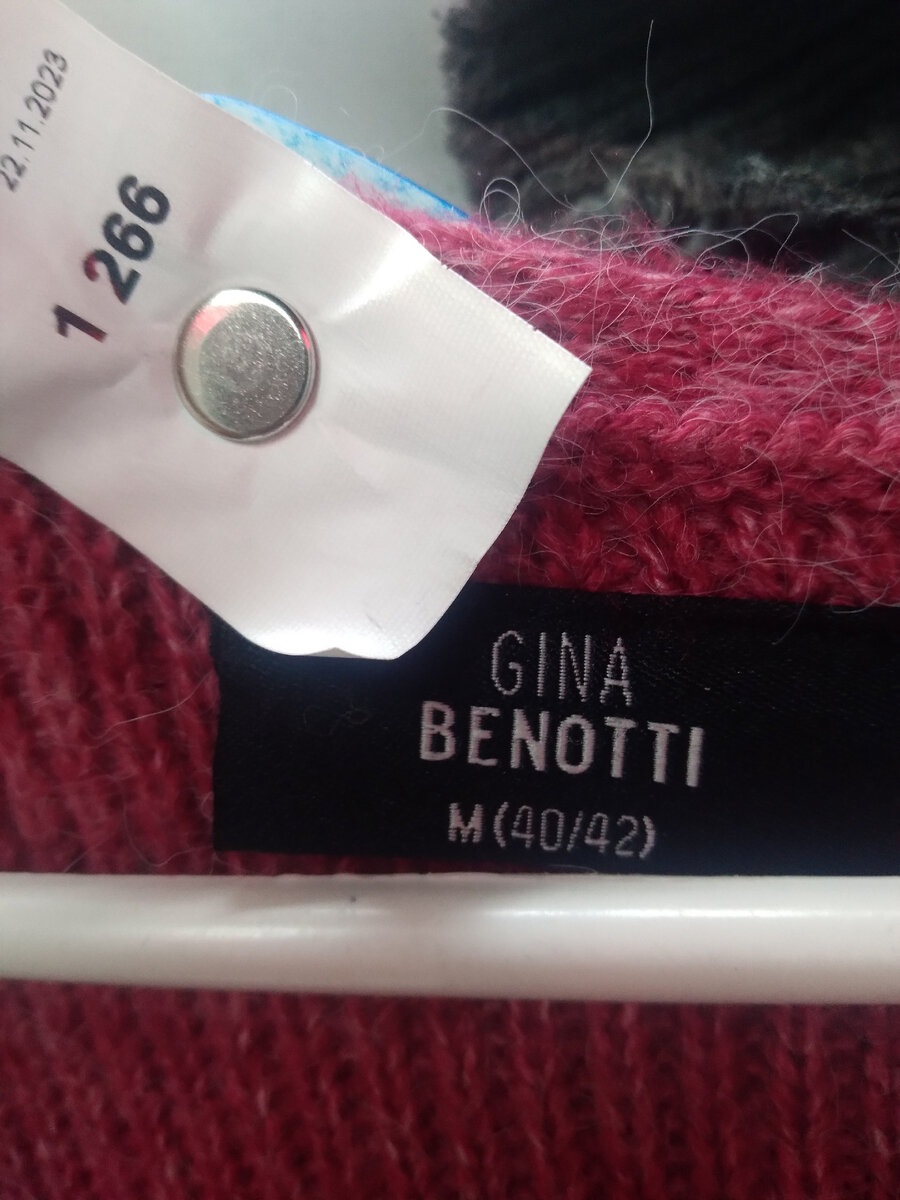 22.11.2023
1 266
GINA
BENOTTI
M (40/42)